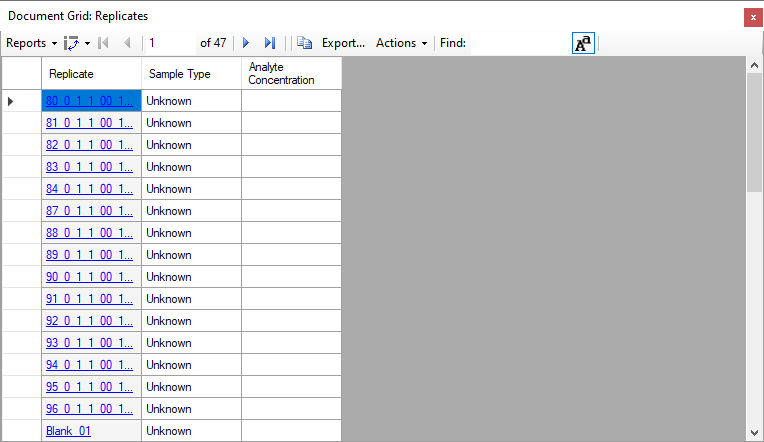 Document Grid: Replicates
x
Reports 1 of 47 Export... Actions Find: Aa
Replicate Sample Type Analyte Concentration
80_0_1_1_00_1... Unknown
81_0_1_1_00_1... Unknown
82_0_1_1_00_1... Unknown
83_0_1_1_00_1... Unknown
84_0_1_1_00_1... Unknown
87_0_1_1_00_1... Unknown
88_0_1_1_00_1... Unknown
89_0_1_1_00_1... Unknown
90_0_1_1_00_1... Unknown
91_0_1_1_00_1... Unknown
92_0_1_1_00_1... Unknown
93_0_1_1_00_1... Unknown
94_0_1_1_00_1... Unknown
95_0_1_1_00_1... Unknown
96_0_1_1_00_1... Unknown
Blank_01 Unknown